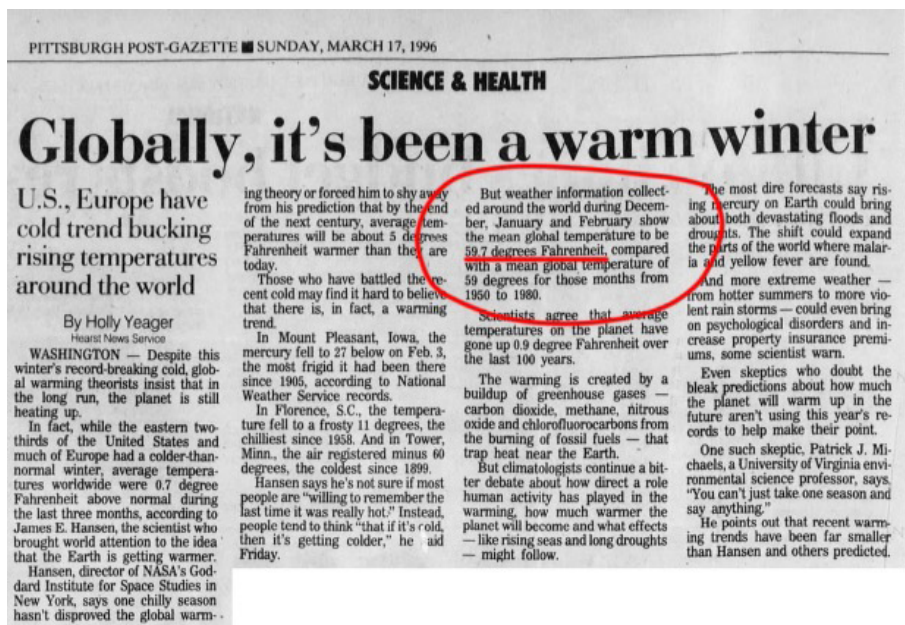 PITTSBURGH POST-GAZETTE ■ SUNDAY, MARCH 17, 1996
SCIENCE & HEALTH
Globally, it's been a warm winter
U.S., Europe have
cold trend bucking
rising temperatures
around the world
By Holly Yeager
Hearst News Service
WASHINGTON — Despite this
winter's record-breaking cold, glob-
al warming theorists insist that in
the long run, the planet is still
heating up.
In fact, while the eastern two-
thirds of the United States and
much of Europe had a colder-than-
normal winter, average tempera-
tures worldwide were 0.7 degree
Fahrenheit above normal during
the last three months, according to
James E. Hansen, the scientist who
brought world attention to the idea
that the Earth is getting warmer.
Hansen, director of NASA's God-
dard Institute for Space Studies in
New York, says one chilly season
hasn't disproved the global warm-
ing theory or forced him to shy away
from his prediction that by the end
of the next century, average tem-
peratures will be about 5 degrees
Fahrenheit warmer than they are
today.
Those who have battled the re-
cent cold may find it hard to believe
that there is, in fact, a warming
trend.
In Mount Pleasant, Iowa, the
mercury fell to 27 below on Feb. 3,
the most frigid it had been there
since 1905, according to National
Weather Service records.
In Florence, S.C., the tempera-
ture fell to a frosty 11 degrees, the
chilliest since 1958. And in Tower,
Minn., the air registered minus 60
degrees, the coldest since 1899.
Hansen says he's not sure if most
people are "willing to remember the
last time it was really hot." Instead,
people tend to think "that if it's cold,
then it's getting colder," he aid
Friday.
But weather information collect-
ed around the world during Decem-
ber, January and February show
the mean global temperature to be
59.7 degrees Fahrenheit, compared
with a mean global temperature of
59 degrees for those months from
1950 to 1980.
Scientists agree that average
temperatures on the planet have
gone up 0.9 degree Fahrenheit over
the last 100 years.
The warming is created by a
buildup of greenhouse gases —
carbon dioxide, methane, nitrous
oxide and chlorofluorocarbons from
the burning of fossil fuels — that
trap heat near the Earth.
But climatologists continue a bit-
ter debate about how direct a role
human activity has played in the
warming, how much warmer the
planet will become and what effects
— like rising seas and long droughts
— might follow.
The most dire forecasts say ris-
ing mercury on Earth could bring
about both devastating floods and
droughts. The shift could expand
the parts of the world where malar-
ia and yellow fever are found.
And more extreme weather —
from hotter summers to more vio-
lent rain storms — could even bring
on psychological disorders and in-
crease property insurance premi-
ums, some scientist warn.
Even skeptics who doubt the
bleak predictions about how much
the planet will warm up in the
future aren't using this year's re-
cords to help make their point.
One such skeptic, Patrick J. Mi-
chaels, a University of Virginia envi-
ronmental science professor, says,
"You can't just take one season and
say anything."
He points out that recent warm-
ing trends have been far smaller
than Hansen and others predicted.